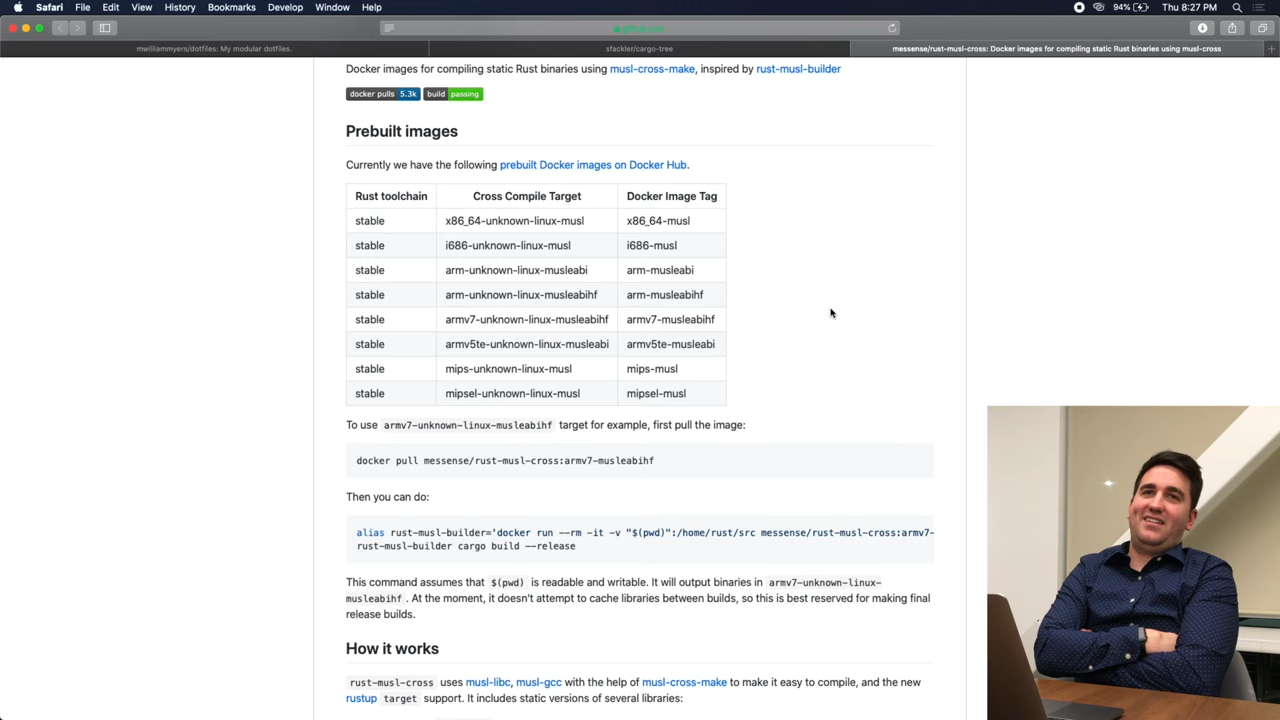 Safari File Edit View History Bookmarks Develop Window Help 94% Thu 8:27 PM
github.com
mwilliammyers/dotfiles: My modular dotfiles. sfackler/cargo-tree messense/rust-musl-cross: Docker images for compiling static Rust binaries using musl-cross
Docker images for compiling static Rust binaries using musl-cross-make, inspired by rust-musl-builder
docker pulls 5.3k build passing
Prebuilt images
Currently we have the following prebuilt Docker images on Docker Hub.
Rust toolchain Cross Compile Target Docker Image Tag
stable x86_64-unknown-linux-musl x86_64-musl
stable i686-unknown-linux-musl i686-musl
stable arm-unknown-linux-musleabi arm-musleabi
stable arm-unknown-linux-musleabihf arm-musleabihf
stable armv7-unknown-linux-musleabihf armv7-musleabihf
stable armv5te-unknown-linux-musleabi armv5te-musleabi
stable mips-unknown-linux-musl mips-musl
stable mipsel-unknown-linux-musl mipsel-musl
To use armv7-unknown-linux-musleabihf target for example, first pull the image:
docker pull messense/rust-musl-cross:armv7-musleabihf
Then you can do:
alias rust-musl-builder='docker run --rm -it -v "$(pwd)":/home/rust/src messense/rust-musl-cross:armv7-
rust-musl-builder cargo build --release
This command assumes that $(pwd) is readable and writable. It will output binaries in armv7-unknown-linux-
musleabihf . At the moment, it doesn't attempt to cache libraries between builds, so this is best reserved for making final
release builds.
How it works
rust-musl-cross uses musl-libc, musl-gcc with the help of musl-cross-make to make it easy to compile, and the new
rustup target support. It includes static versions of several libraries: